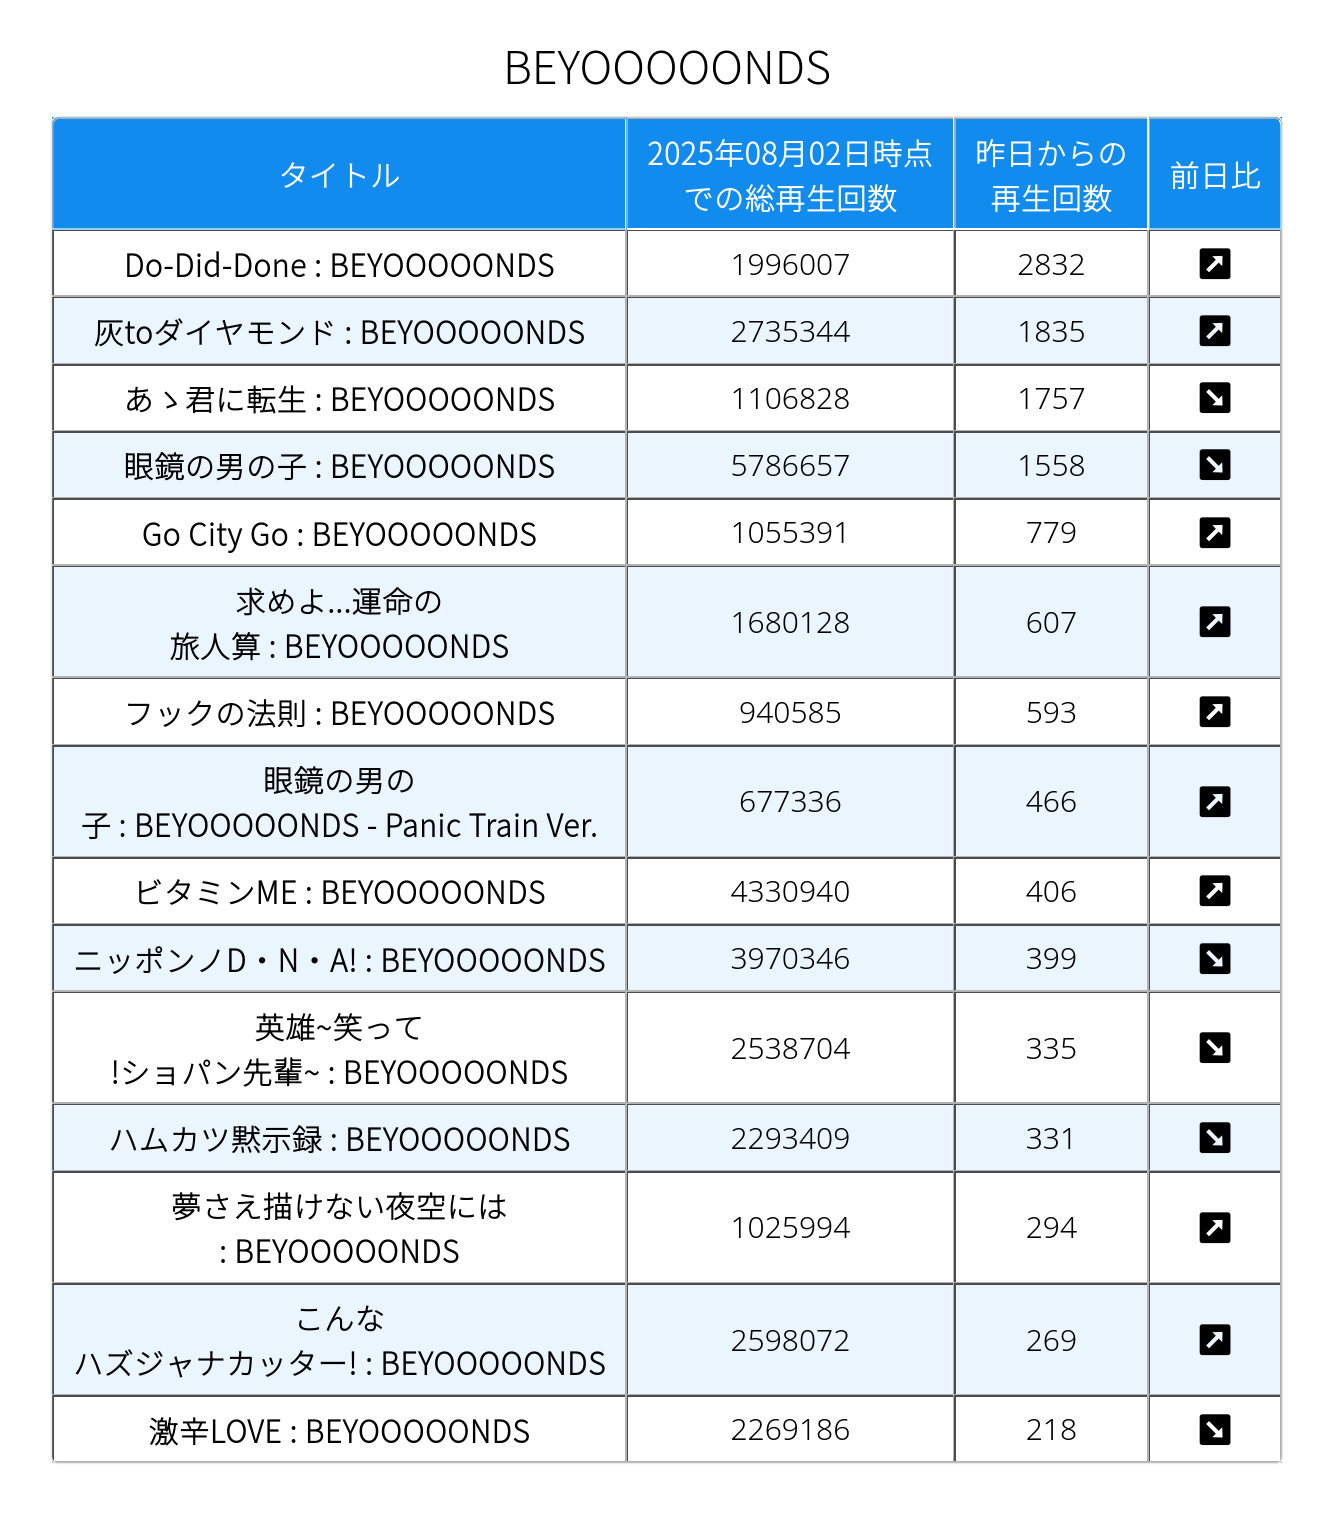 BEYOOOOONDS
タイトル
2025年08月02日時点
での総再生回数
昨日からの
再生回数
前日比
Do-Did-Done : BEYOOOOONDS
1996007
2832
灰toダイヤモンド : BEYOOOOONDS
2735344
1835
あゝ君に転生 : BEYOOOOONDS
1106828
1757
眼鏡の男の子 : BEYOOOOONDS
5786657
1558
Go City Go : BEYOOOOONDS
1055391
779
求めよ...運命の
旅人算 : BEYOOOOONDS
1680128
607
フックの法則 : BEYOOOOONDS
940585
593
眼鏡の男の
子 : BEYOOOOONDS - Panic Train Ver.
677336
466
ビタミンME : BEYOOOOONDS
4330940
406
ニッポンノD・N・A! : BEYOOOOONDS
3970346
399
英雄~笑って
!ショパン先輩~ : BEYOOOOONDS
2538704
335
ハムカツ黙示録 : BEYOOOOONDS
2293409
331
夢さえ描けない夜空には
: BEYOOOOONDS
1025994
294
こんな
ハズジャナカッター! : BEYOOOOONDS
2598072
269
激辛LOVE : BEYOOOOONDS
2269186
218